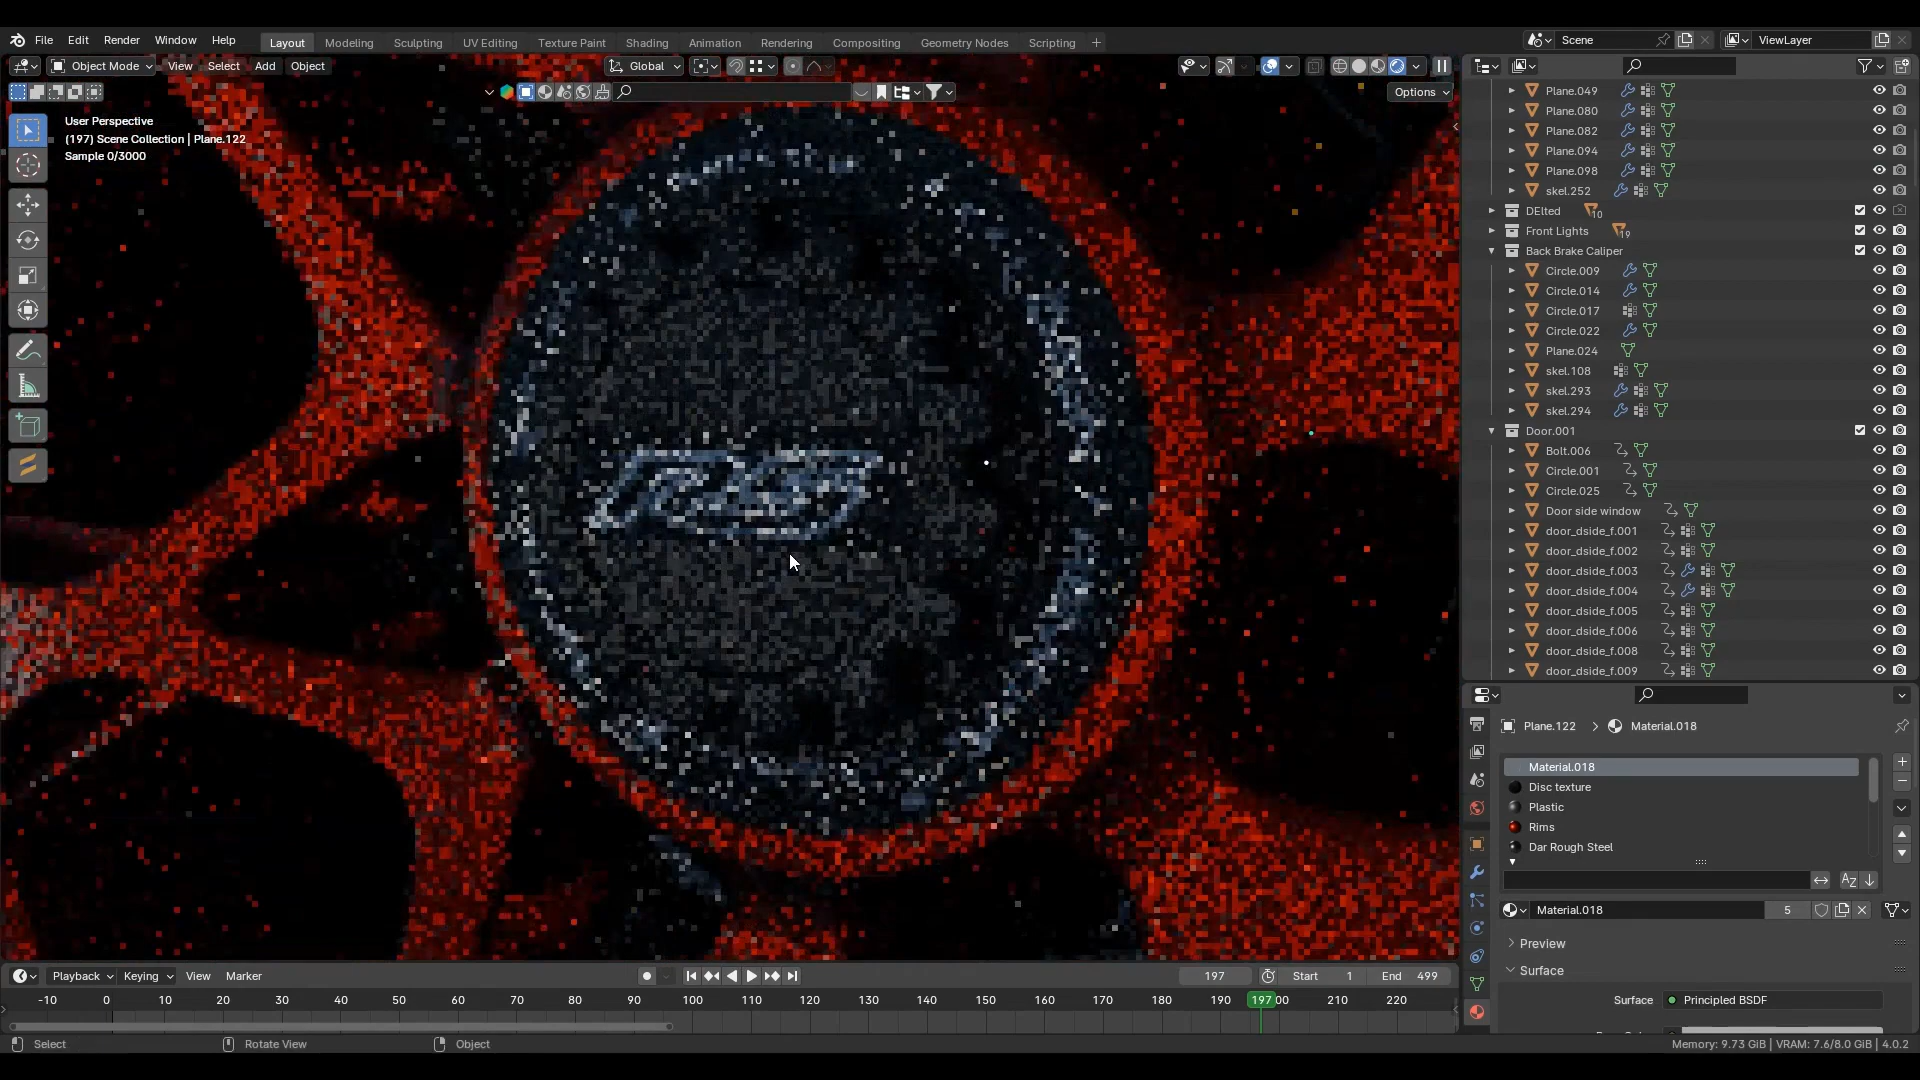 File Edit Render Window Help Layout Modeling Sculpting UV Editing Texture Paint Shading Animation Rendering Compositing Geometry Nodes Scripting + Scene ViewLayer
Object Mode View Select Add Object Global
Options
User Perspective
(197) Scene Collection | Plane.122
Sample 0/3000
Plane.049
Plane.080
Plane.082
Plane.094
Plane.098
skel.252
DElted 10
Front Lights 19
Back Brake Caliper
Circle.009
Circle.014
Circle.017
Circle.022
Plane.024
skel.108
skel.293
skel.294
Door.001
Bolt.006
Circle.001
Circle.025
Door side window
door_dside_f.001
door_dside_f.002
door_dside_f.003
door_dside_f.004
door_dside_f.005
door_dside_f.006
door_dside_f.008
door_dside_f.009
Plane.122 > Material.018
Material.018
Disc texture
Plastic
Rims
Dar Rough Steel
Material.018 5
Preview
Surface
Surface Principled BSDF
Playback Keying View Marker 197 Start 1 End 499
-10 0 10 20 30 40 50 60 70 80 90 100 110 120 130 140 150 160 170 180 190 197 00 210 220
Select Rotate View Object Memory: 9.73 GiB | VRAM: 7.6/8.0 GiB | 4.0.2